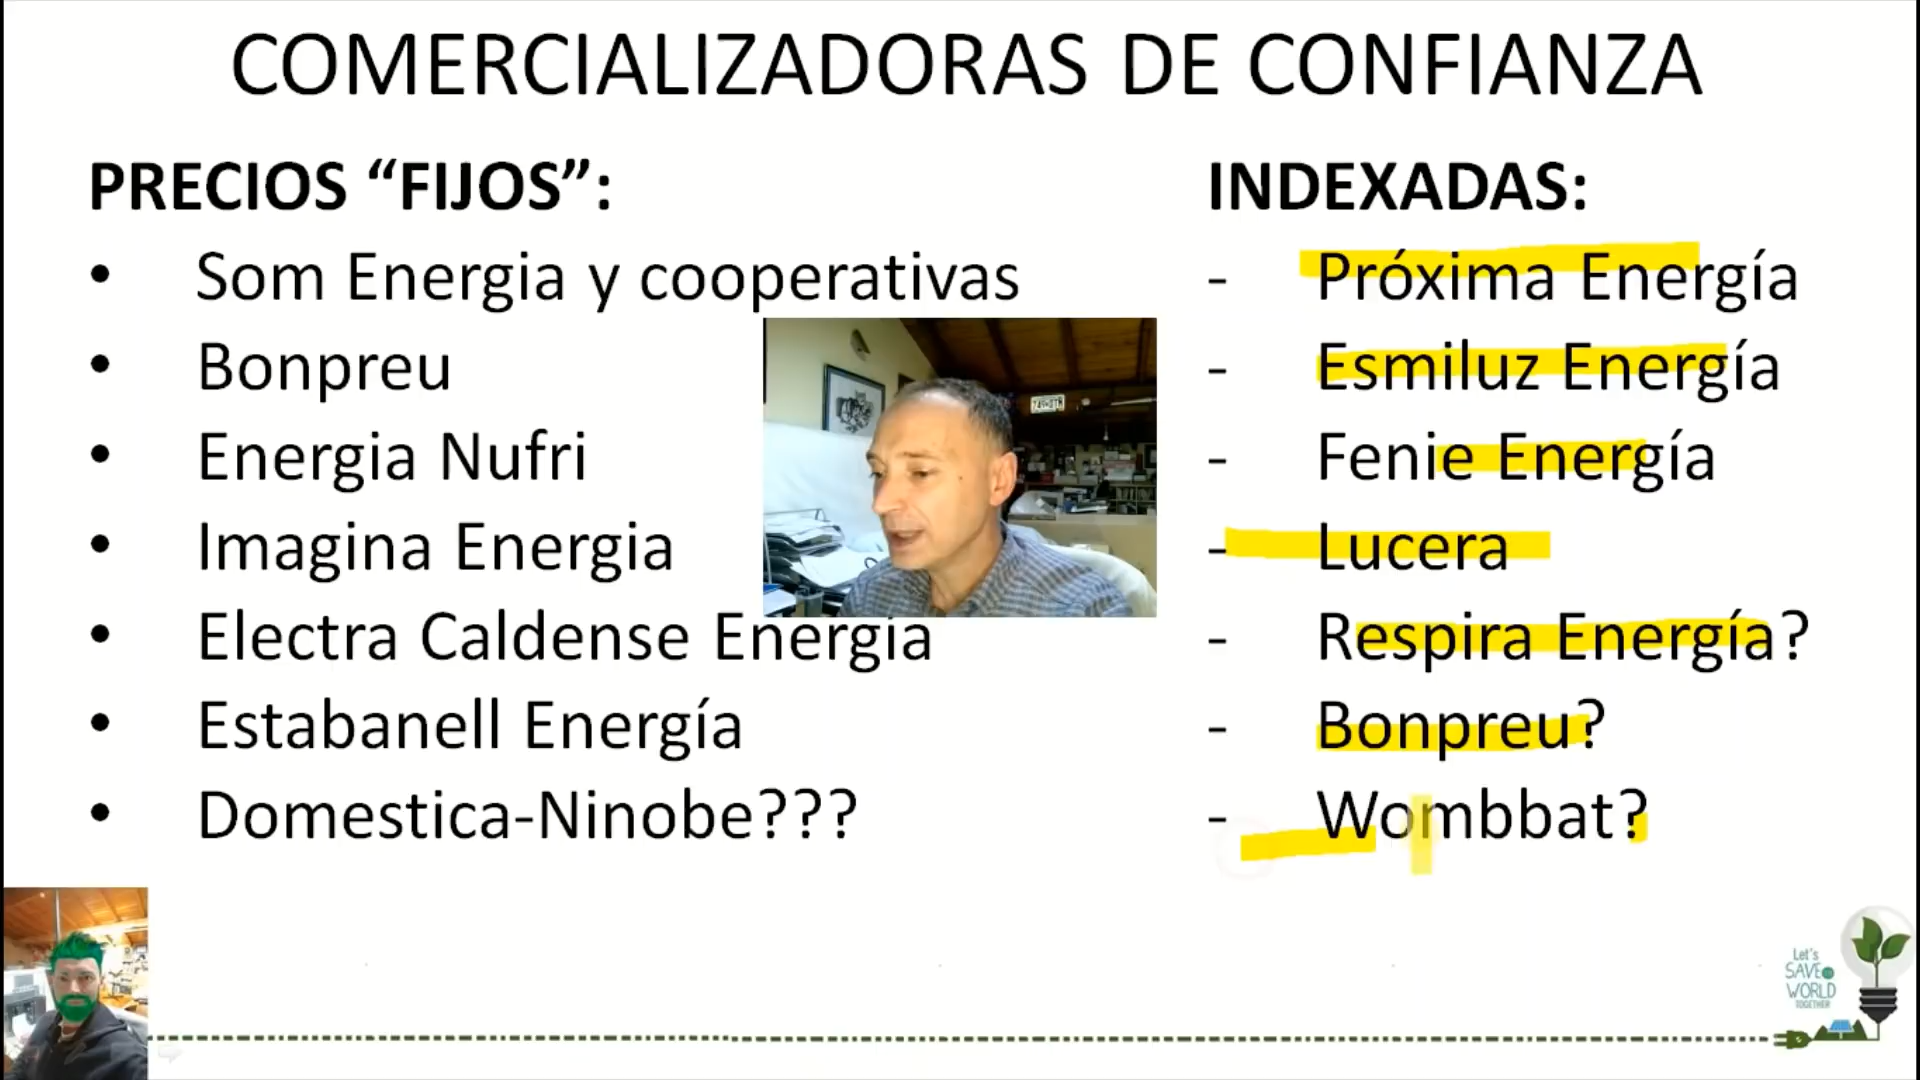 COMERCIALIZADORAS DE CONFIANZA
PRECIOS “FIJOS”:
• Som Energia y cooperativas
• Bonpreu
• Energia Nufri
• Imagina Energia
• Electra Caldense Energia
• Estabanell Energía
• Domestica-Ninobe???
INDEXADAS:
- Próxima Energía
- Esmiluz Energía
- Fenie Energía
- Lucera
- Respira Energía?
- Bonpreu?
- Wombbat?
Let's
SAVE
WORLD
TOGETHER